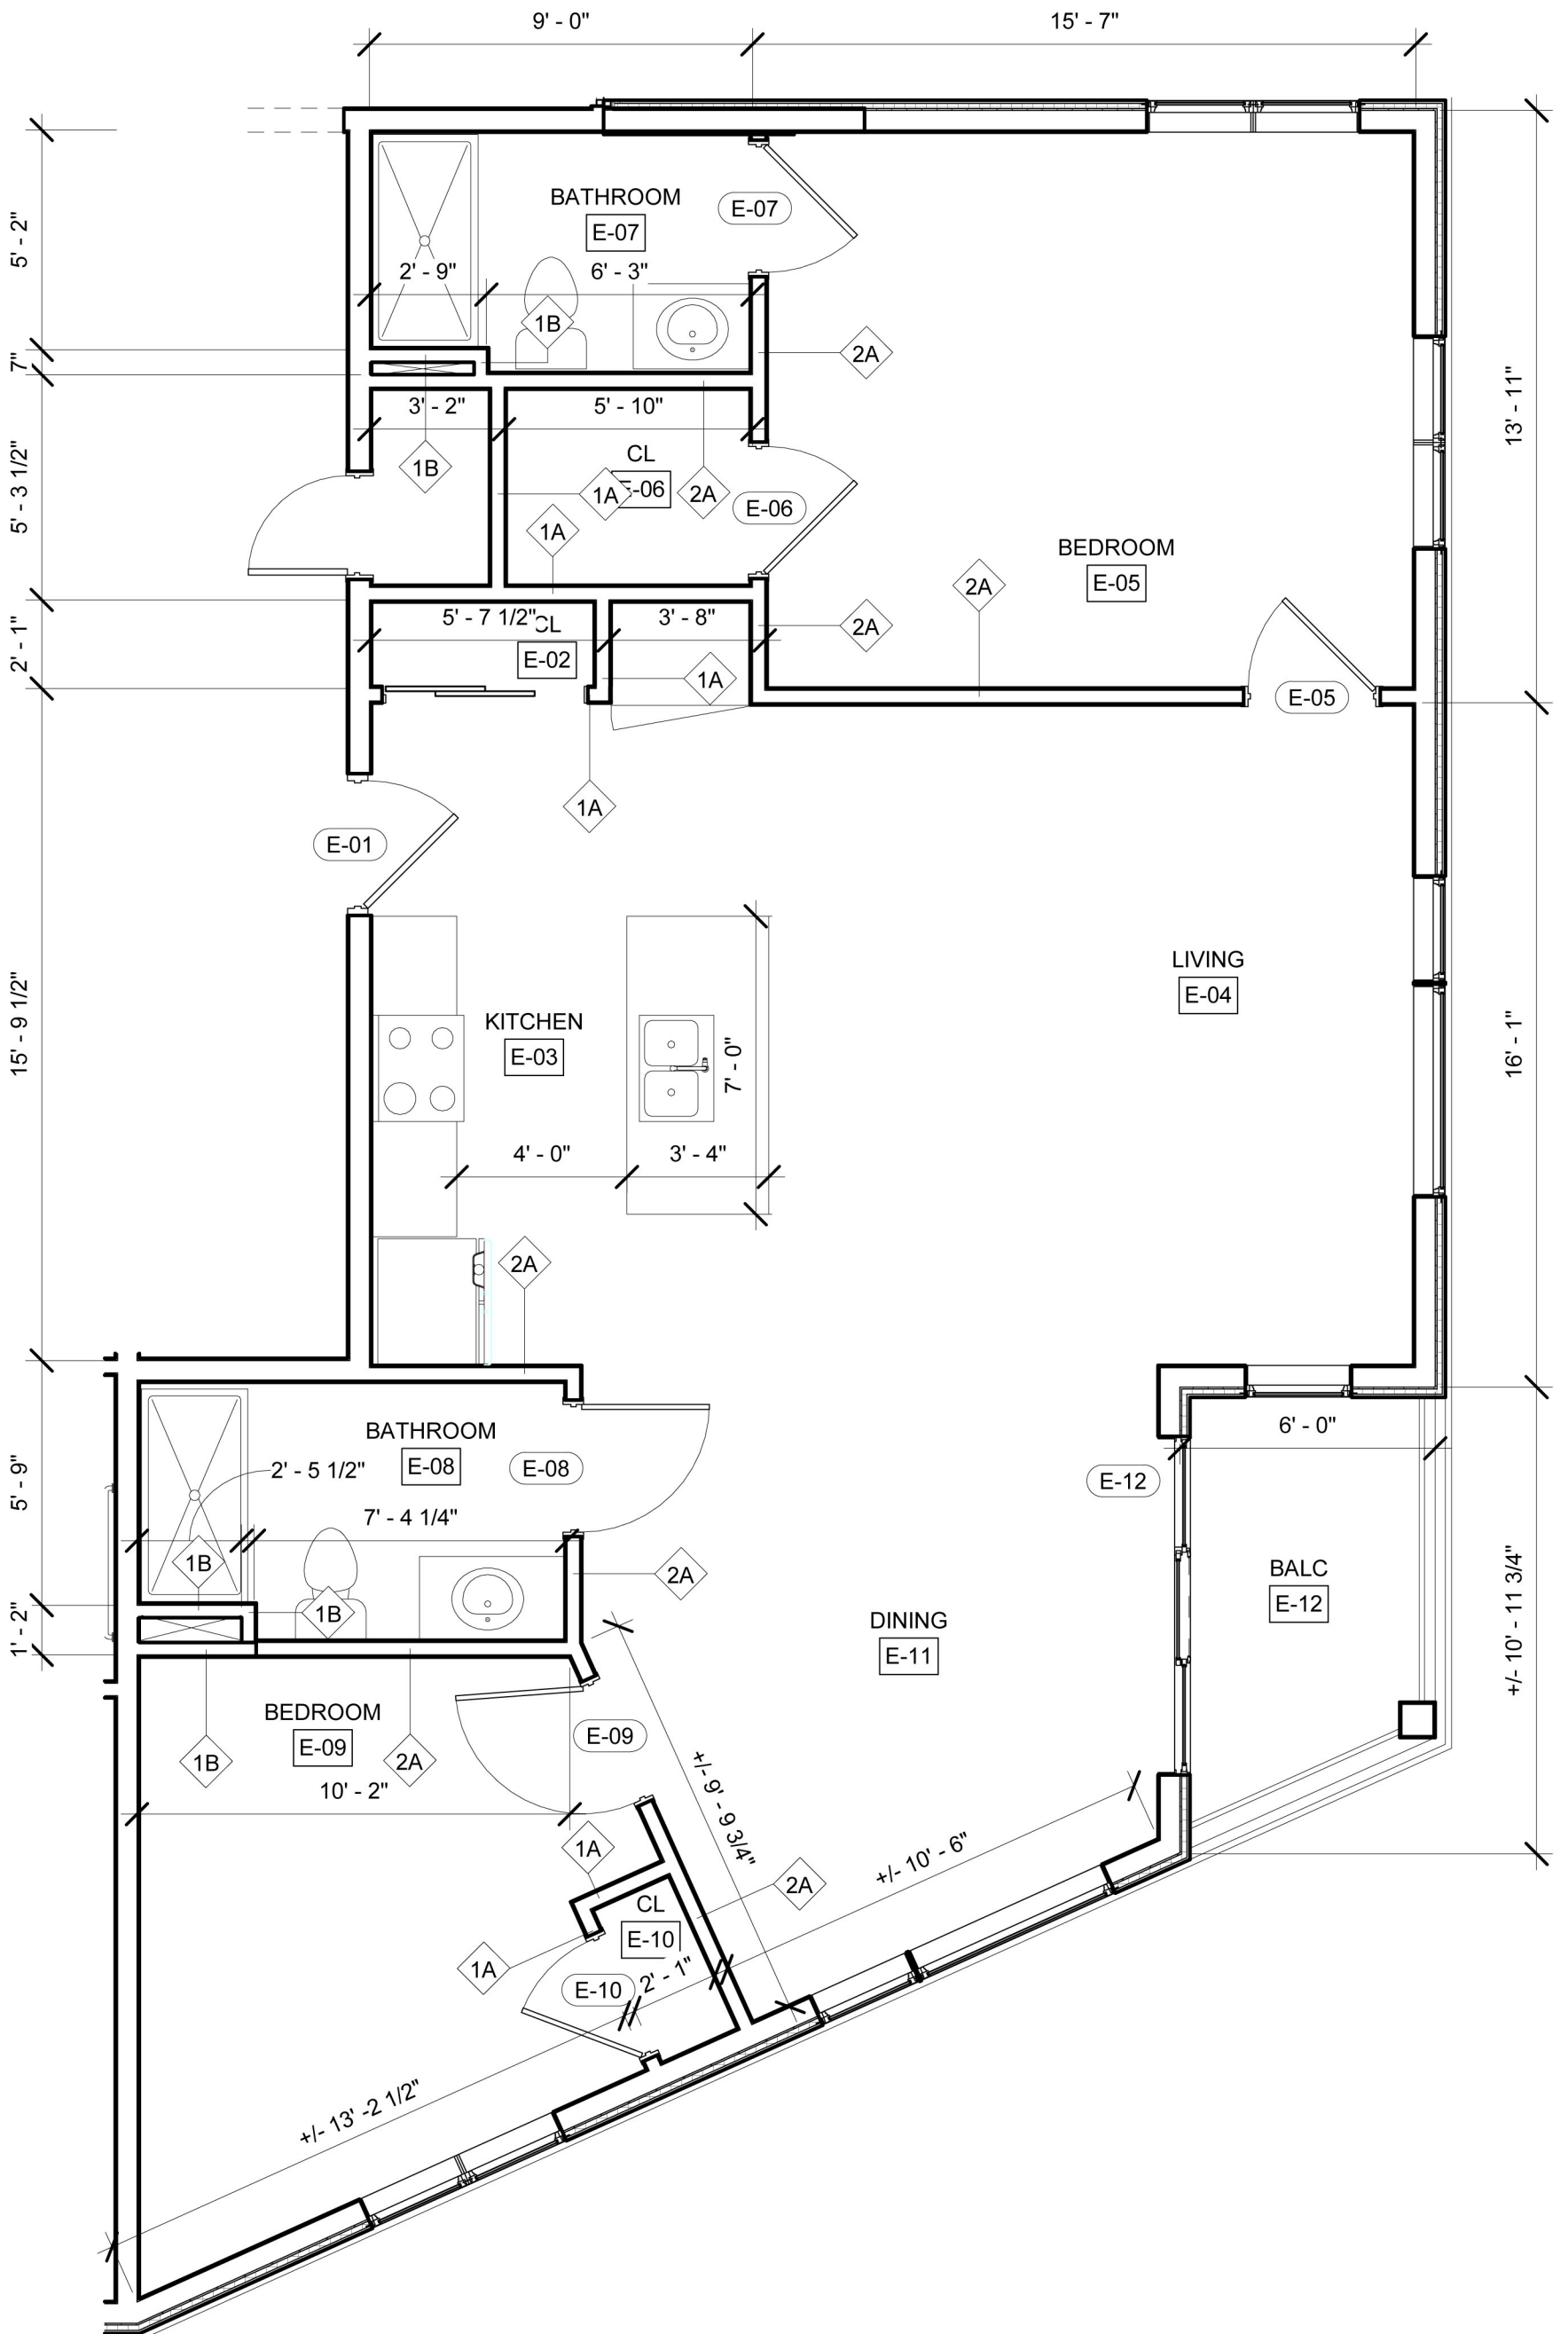 9' - 0"
15' - 7"
5' - 2"
7"
5' - 3 1/2"
2' - 1"
15' - 9 1/2"
5' - 9"
1' - 2"
13' - 11"
16' - 1"
+/- 10' - 11 3/4"
BATHROOM
E-07
E-07
2' - 9"
6' - 3"
1B
2A
3' - 2"
5' - 10"
1B
CL
E-06
1A
2A
E-06
1A
BEDROOM
E-05
2A
2A
5' - 7 1/2"
CL
E-02
3' - 8"
1A
E-05
1A
E-01
LIVING
E-04
KITCHEN
E-03
7' - 0"
4' - 0"
3' - 4"
2A
BATHROOM
E-08
E-08
2' - 5 1/2"
7' - 4 1/4"
1B
1B
2A
6' - 0"
E-12
BALC
E-12
DINING
E-11
BEDROOM
E-09
E-09
1B
2A
10' - 2"
+/- 9' - 9 3/4"
+/- 10' - 6"
1A
2A
CL
E-10
1A
E-10
2' - 1"
+/- 13' -2 1/2"